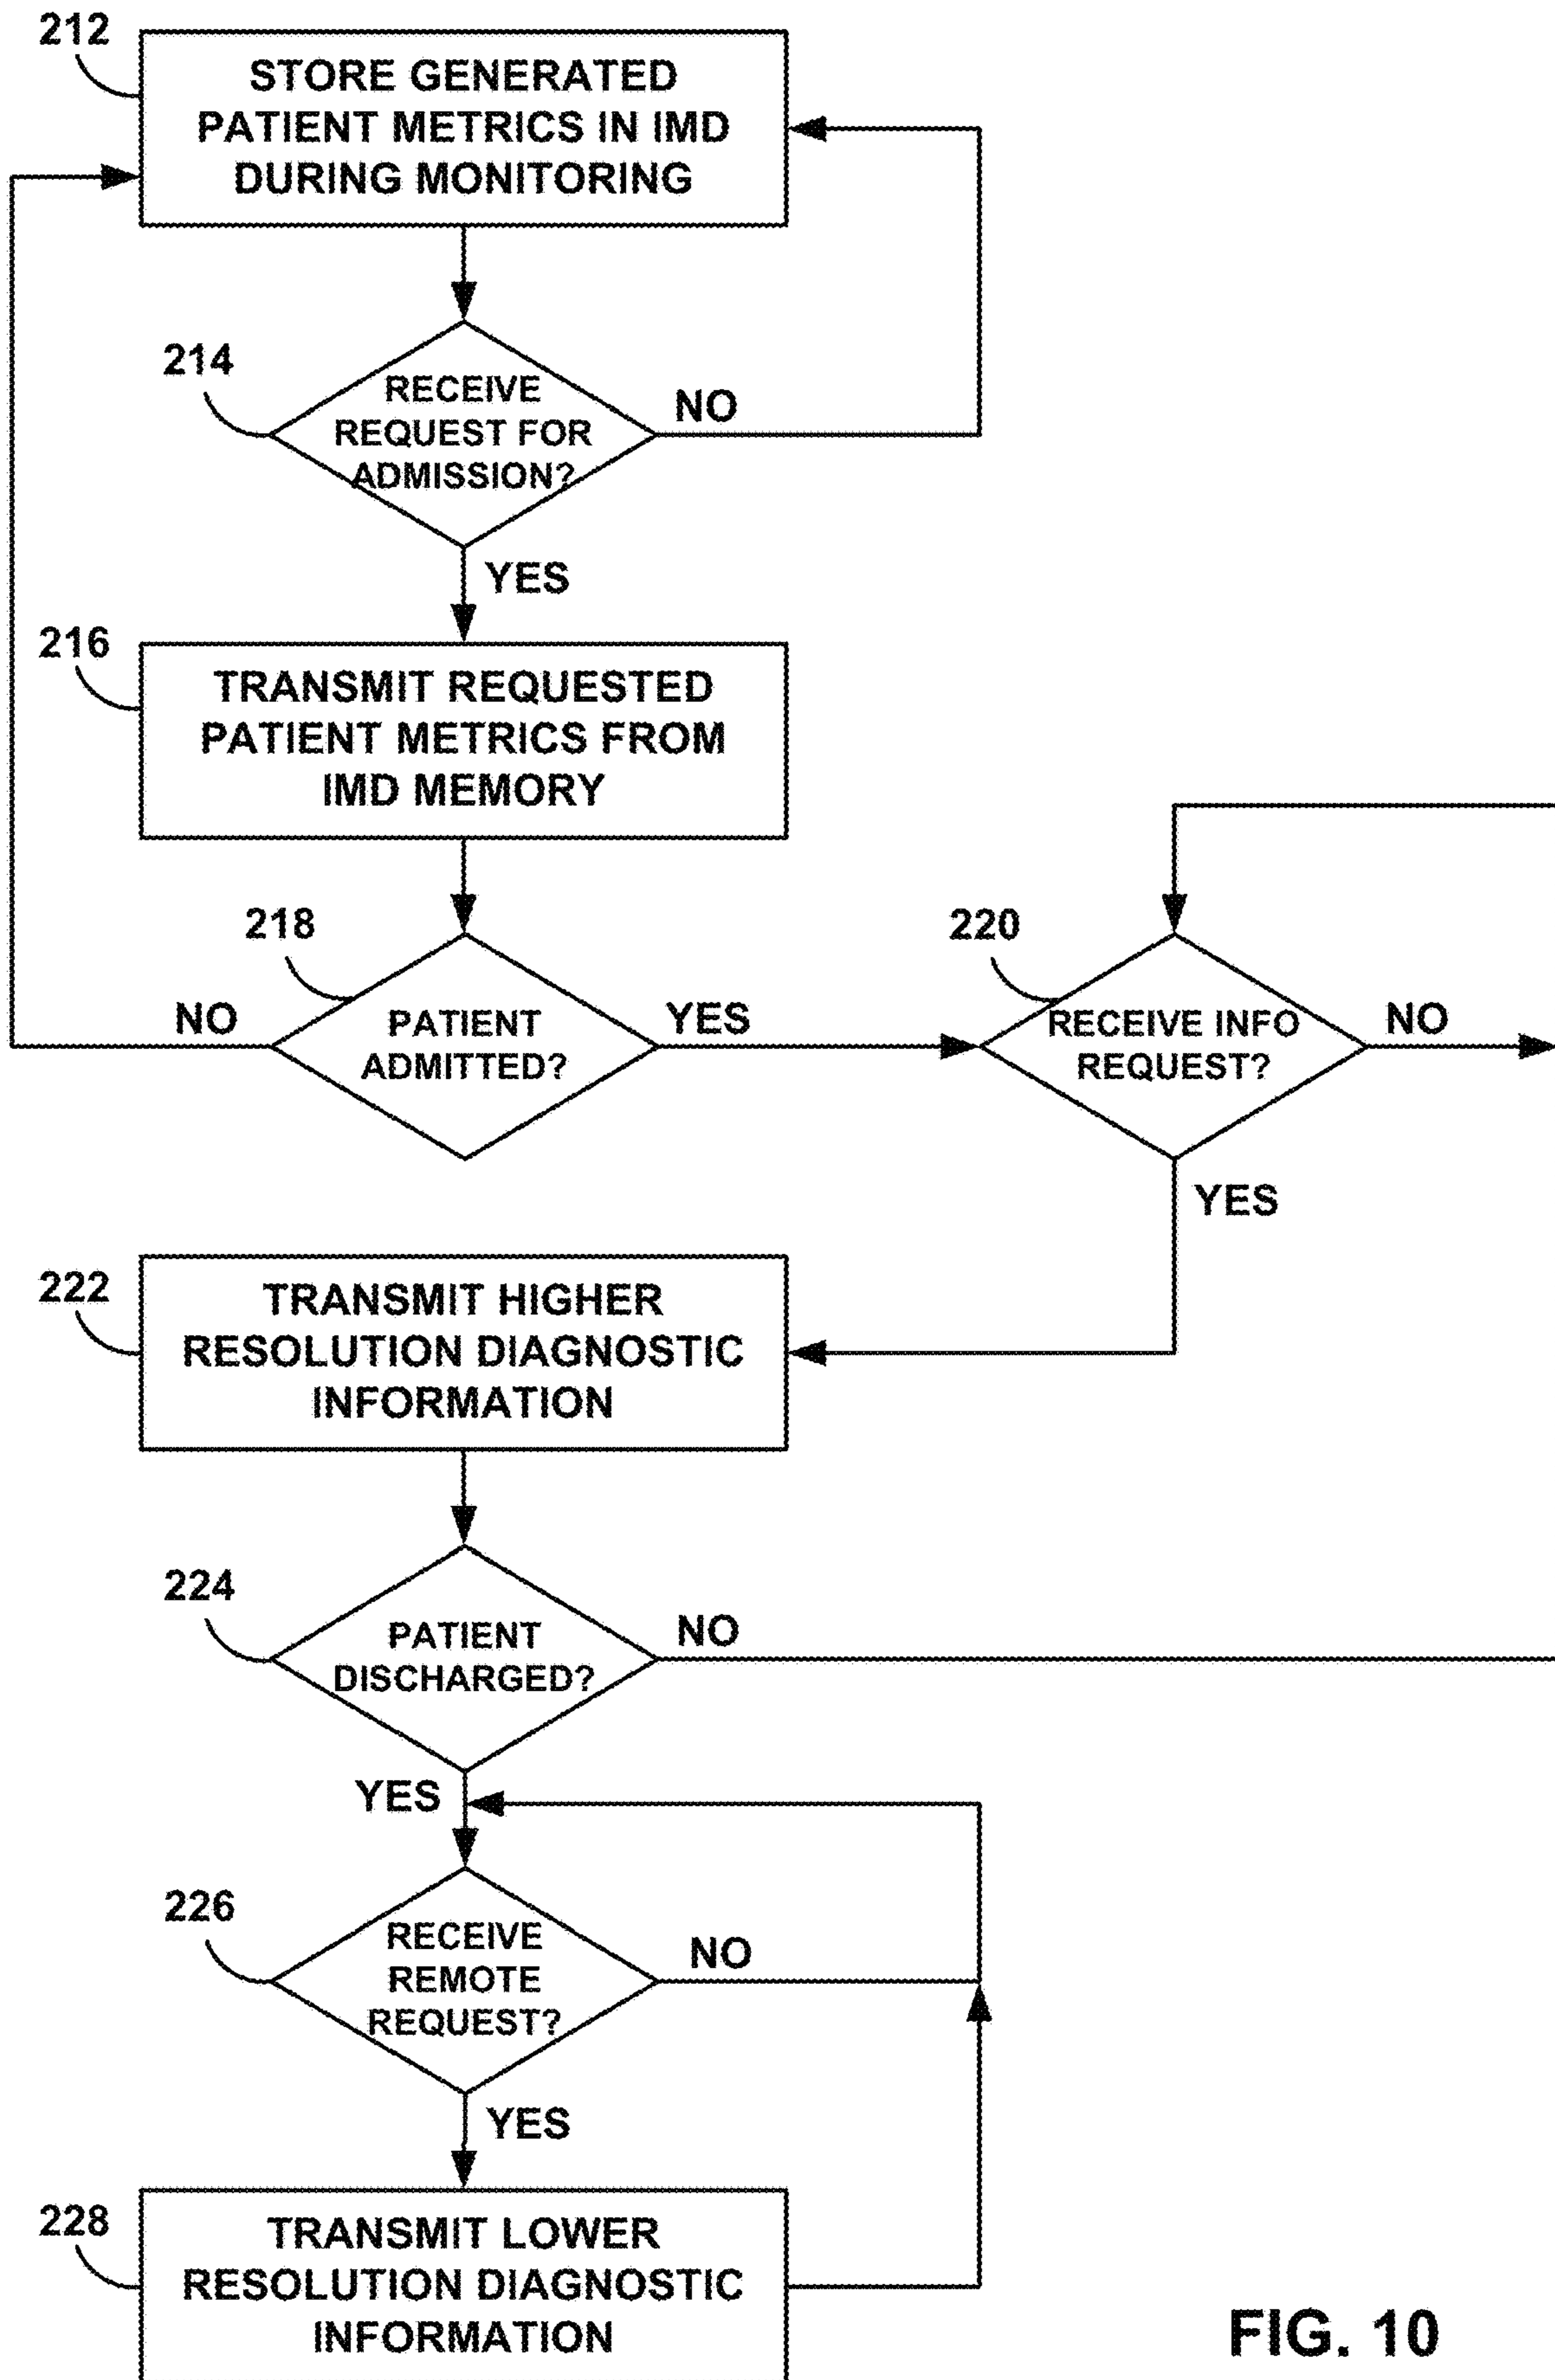 212
STORE GENERATED
PATIENT METRICS IN IMD
DURING MONITORING
214
RECEIVE
REQUEST FOR
ADMISSION?
NO
YES
216
TRANSMIT REQUESTED
PATIENT METRICS FROM
IMD MEMORY
218
NO
PATIENT
ADMITTED?
YES
220
RECEIVE INFO
REQUEST?
NO
YES
222
TRANSMIT HIGHER
RESOLUTION DIAGNOSTIC
INFORMATION
224
PATIENT
DISCHARGED?
NO
YES
226
RECEIVE
REMOTE
REQUEST?
NO
YES
228
TRANSMIT LOWER
RESOLUTION DIAGNOSTIC
INFORMATION
FIG. 10